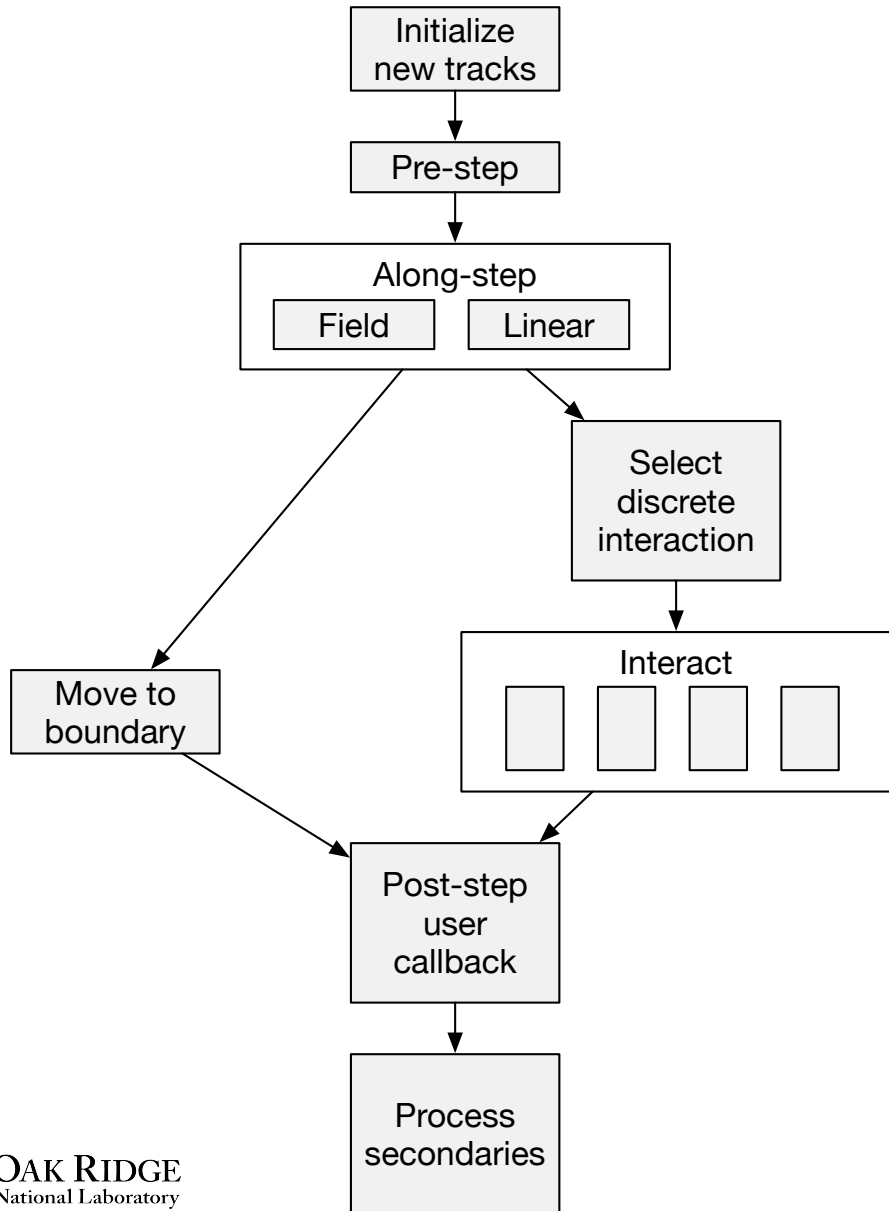 Initialize
new tracks
Pre-step
Along-step
Field
Linear
Select
discrete
interaction
Interact
Move to
boundary
Post-step
user
callback
Process
secondaries
OAK RIDGE
National Laboratory